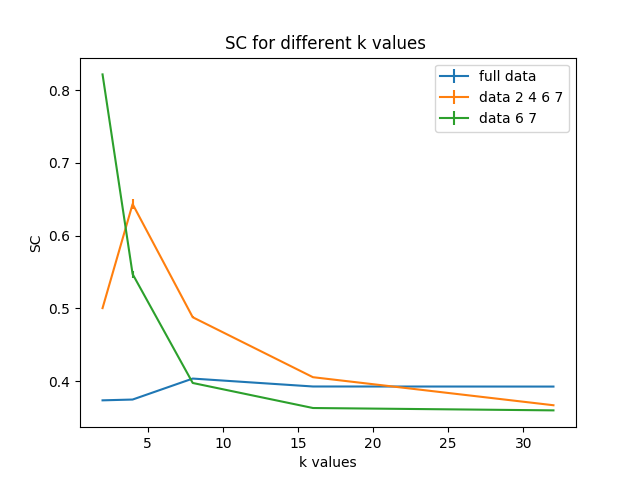 SC for different k values
full data
data 2 4 6 7
data 6 7
0.8
0.7
0.6
0.5
0.4
SC
5 10 15 20 25 30
k values